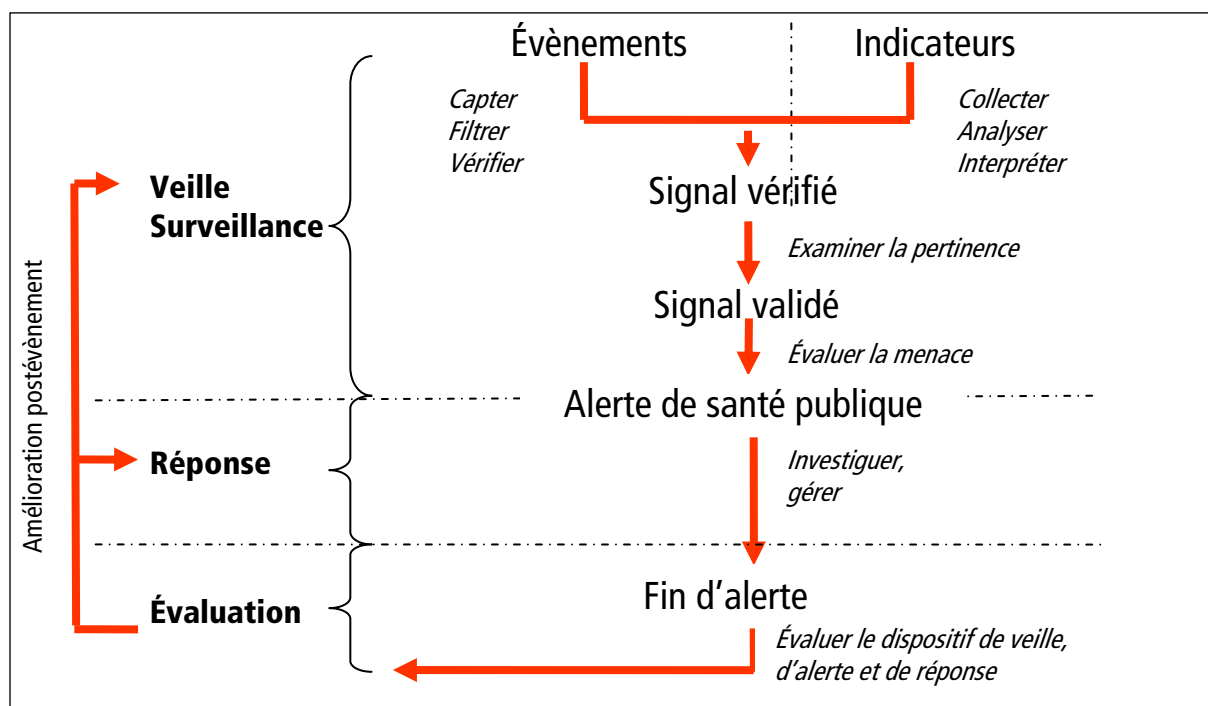 Évènements
Indicateurs
Capter
Filtrer
Vérifier
Collecter
Analyser
Interpréter
Veille
Surveillance
Signal vérifié
Examiner la pertinence
Signal validé
Évaluer la menace
Alerte de santé publique
Réponse
Investiguer,
gérer
Évaluation
Fin d’alerte
Évaluer le dispositif de veille,
d’alerte et de réponse
Amélioration postévènement